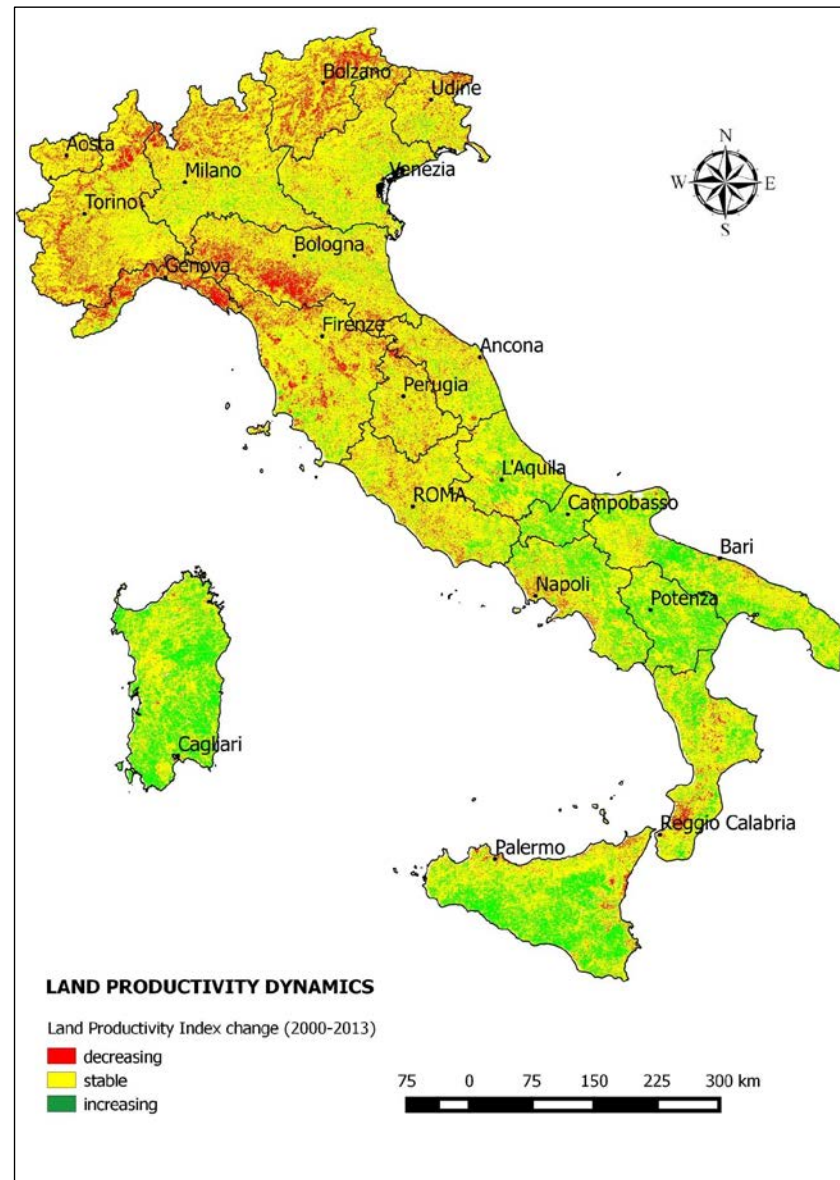 Bolzano
Udine
Aosta
Milano
Venezia
Torino
Bologna
Genova
Firenze
Ancona
Perugia
L'Aquila
ROMA
Campobasso
Bari
Napoli
Potenza
Cagliari
Reggio Calabria
Palermo
N
W E
S
LAND PRODUCTIVITY DYNAMICS
Land Productivity Index change (2000-2013)
decreasing
stable
increasing
75 0 75 150 225 300 km